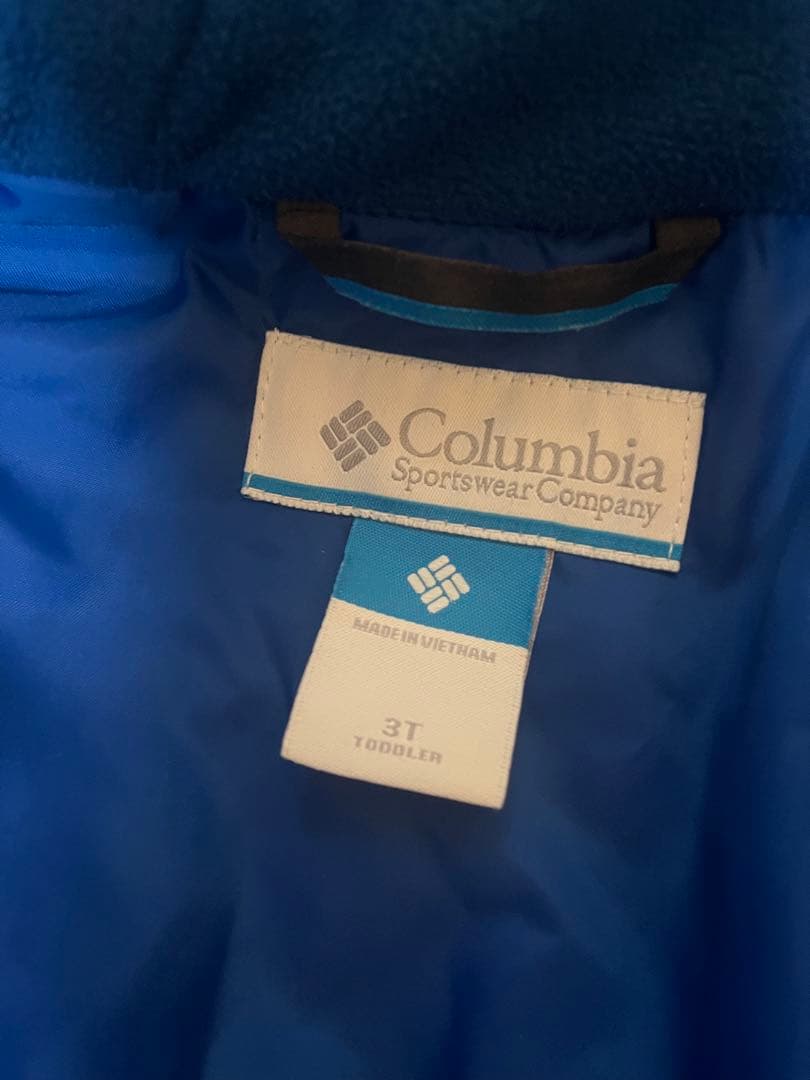 Columbia
Sportswear Company
MADE IN VIETNAM
3T
TODDLER